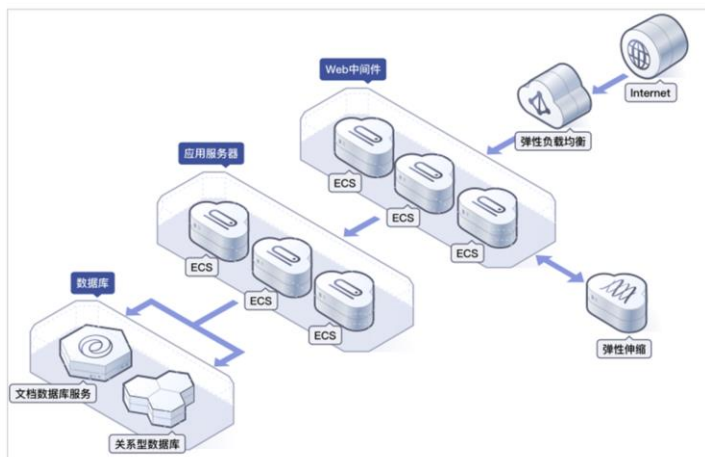 Web中间件
Internet
弹性负载均衡
ECS
ECS
ECS
应用服务器
ECS
ECS
ECS
弹性伸缩
数据库
文档数据库服务
关系型数据库